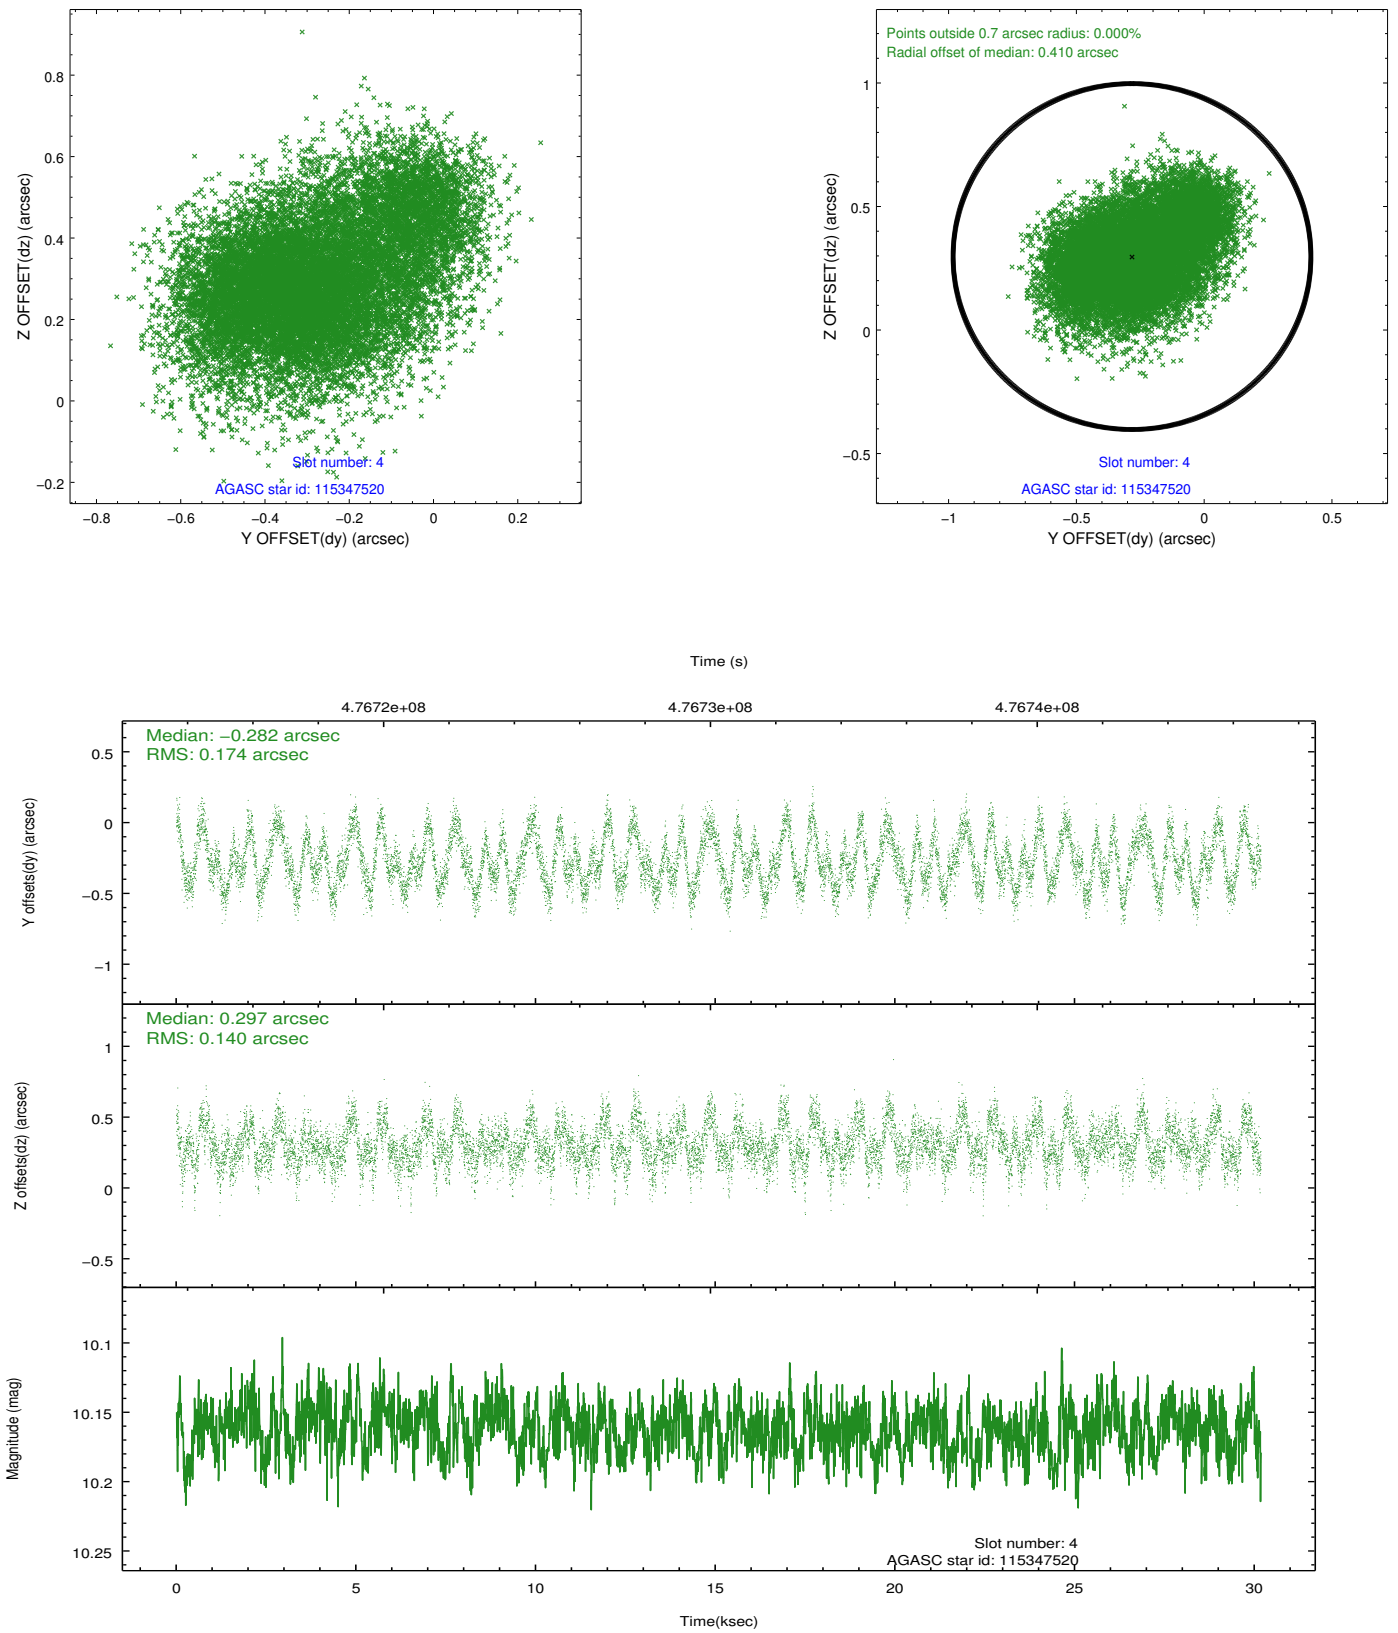 0.8
0.6
0.4
0.2
0
−0.2
−0.8
−0.6
−0.4
−0.2
0
0.2
Z OFFSET(dz) (arcsec)
Y OFFSET(dy) (arcsec)
Slot number: 4
AGASC star id: 115347520
Points outside 0.7 arcsec radius: 0.000%
Radial offset of median: 0.410 arcsec
1
0.5
0
−0.5
−1
−0.5
0
0.5
Z OFFSET(dz) (arcsec)
Y OFFSET(dy) (arcsec)
Slot number: 4
AGASC star id: 115347520
Time (s)
4.7672e+08
4.7673e+08
4.7674e+08
Median: −0.282 arcsec
RMS: 0.174 arcsec
0.5
0
−0.5
−1
Y offsets(dy) (arcsec)
Median: 0.297 arcsec
RMS: 0.140 arcsec
1
0.5
0
−0.5
Z offsets(dz) (arcsec)
10.1
10.15
10.2
10.25
Magnitude (mag)
Slot number: 4
AGASC star id: 115347520
0
5
10
15
20
25
30
Time(ksec)